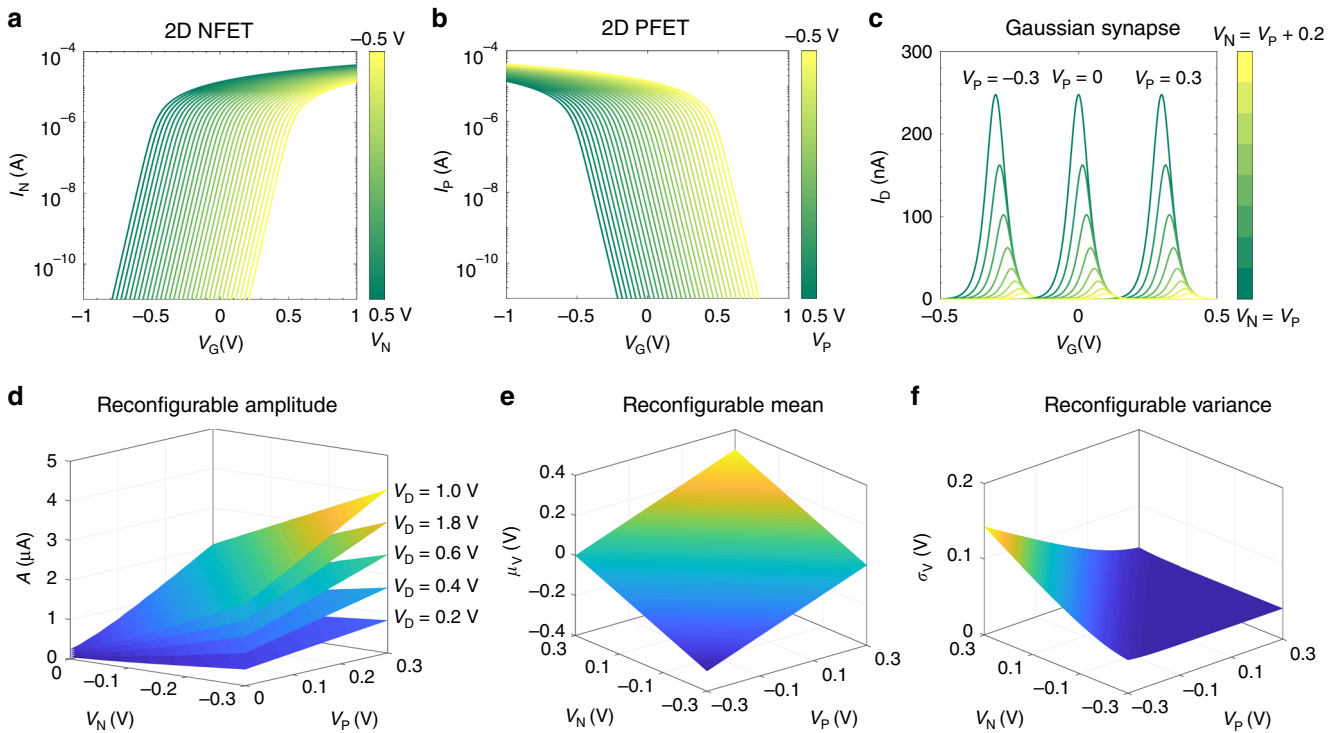 a
2D NFET
−0.5 V
10⁻⁴
10⁻⁶
10⁻⁸
10⁻¹⁰
I_N (A)
−1
−0.5
0
0.5
1
V_G(V)
0.5 V
V_N
b
2D PFET
−0.5 V
10⁻⁴
10⁻⁶
10⁻⁸
10⁻¹⁰
I_P (A)
−1
−0.5
0
0.5
1
V_G(V)
0.5 V
V_P
c
Gaussian synapse
V_N = V_P + 0.2
300
200
100
0
I_D (nA)
V_P = −0.3
V_P = 0
V_P = 0.3
−0.5
0
0.5
V_G(V)
V_N = V_P
d
Reconfigurable amplitude
5
4
3
2
1
0
A (μA)
V_D = 1.0 V
V_D = 1.8 V
V_D = 0.6 V
V_D = 0.4 V
V_D = 0.2 V
0
−0.1
−0.2
−0.3
V_N (V)
0
0.1
0.2
0.3
V_P (V)
e
Reconfigurable mean
0.4
0.2
0
−0.2
−0.4
μ_V (V)
0.3
0.1
−0.1
−0.3
V_N (V)
−0.3
−0.1
0.1
0.3
V_P (V)
f
Reconfigurable variance
0.2
0.1
0
σ_V (V)
0.3
0.1
−0.1
−0.3
V_N (V)
−0.3
−0.1
0.1
0.3
V_P (V)